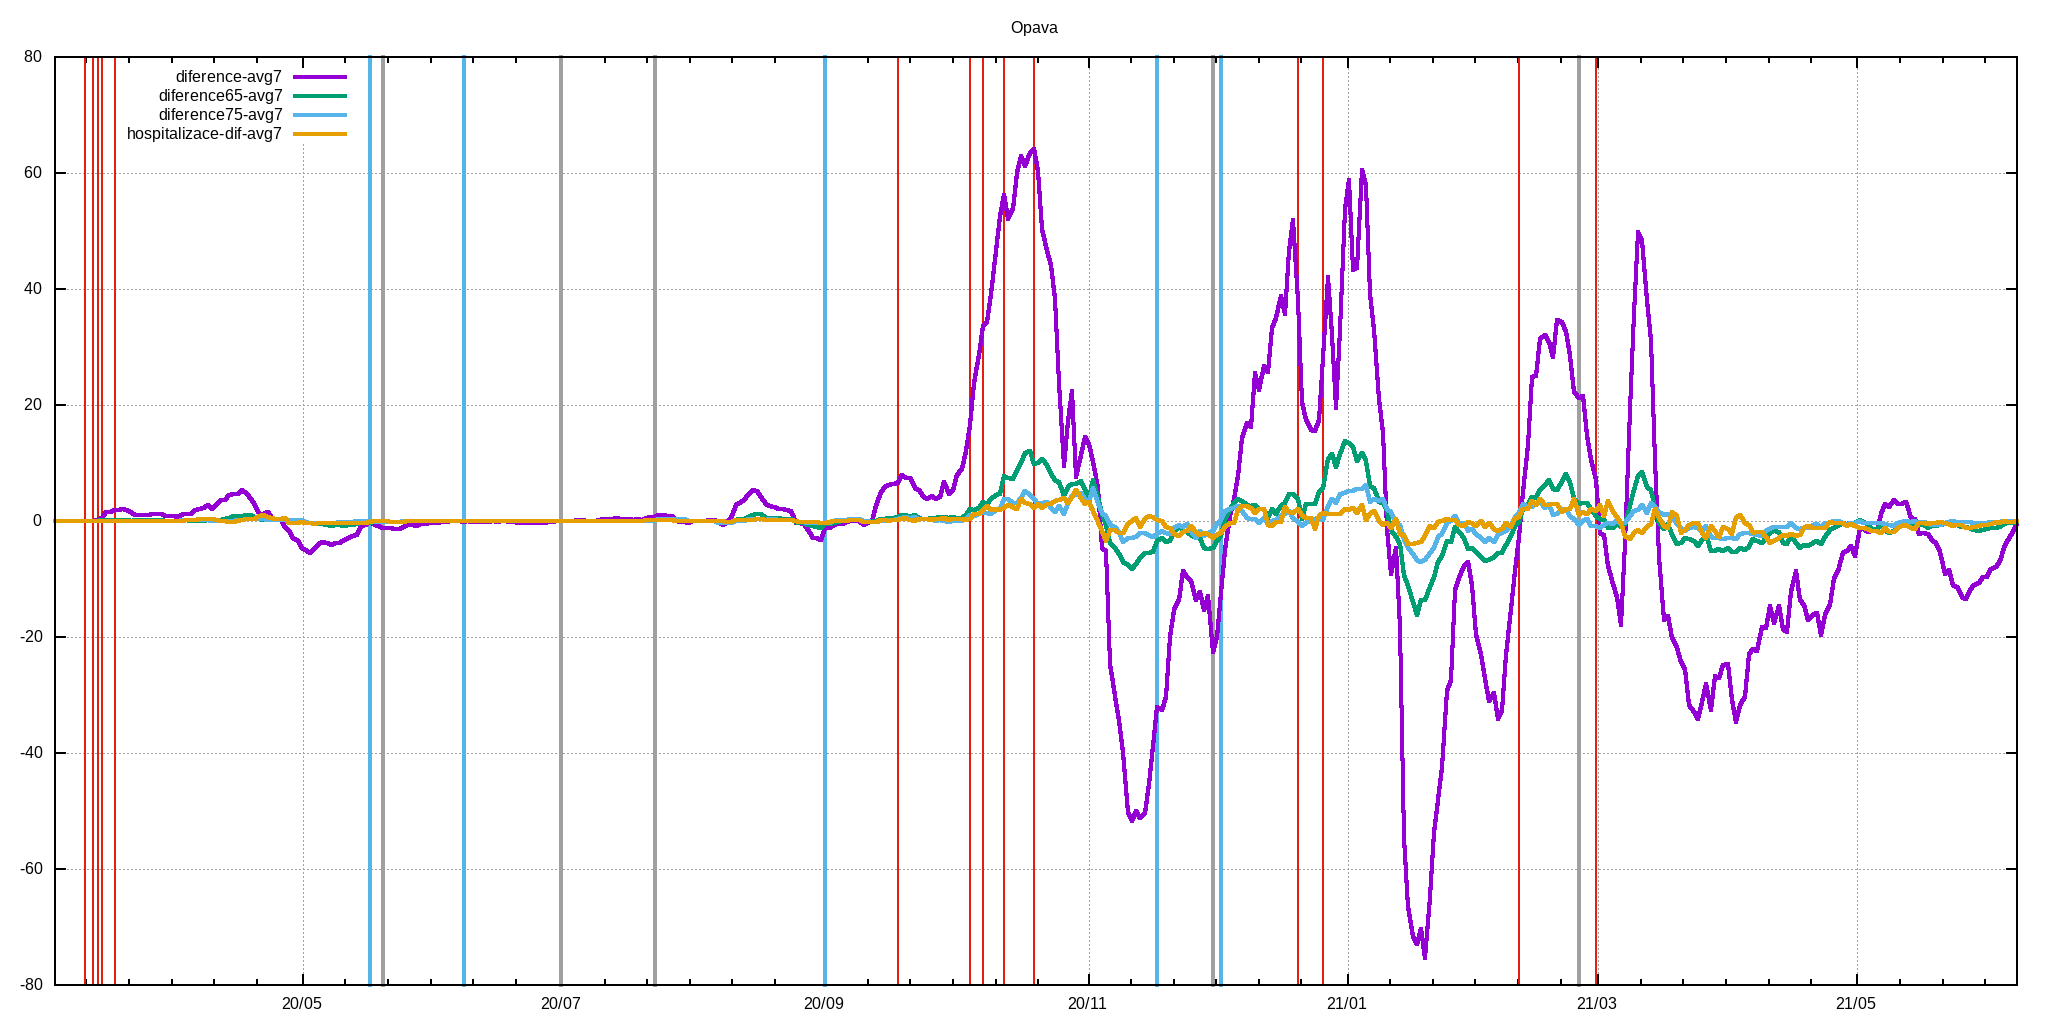 Opava
80
diference-avg7
diference65-avg7
diference75-avg7
hospitalizace-dif-avg7
60
40
20
0
-20
-40
-60
-80
20/05 20/07 20/09 20/11 21/01 21/03 21/05